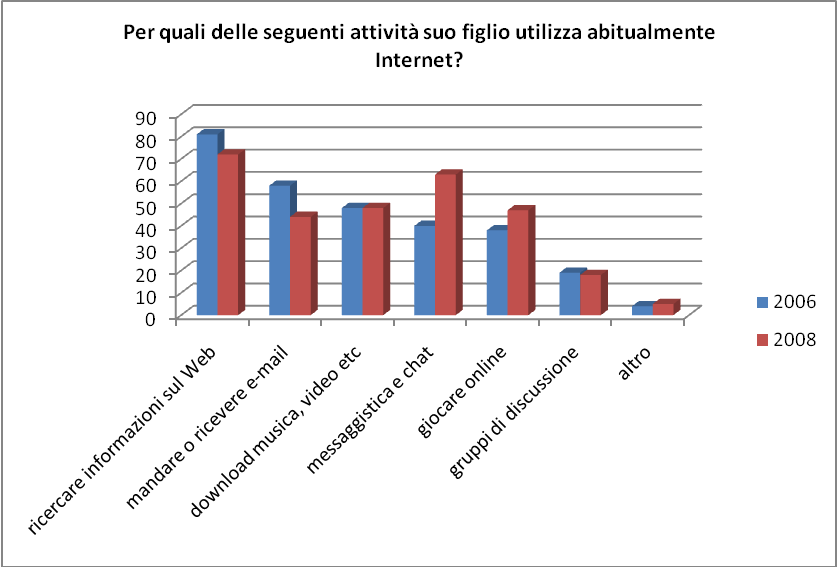 Per quali delle seguenti attività suo figlio utilizza abitualmente
Internet?
90
80
70
60
50
40
30
20
10
0
ricercare informazioni sul Web
mandare o ricevere e-mail
download musica, video etc
messaggistica e chat
giocare online
gruppi di discussione
altro
2006
2008